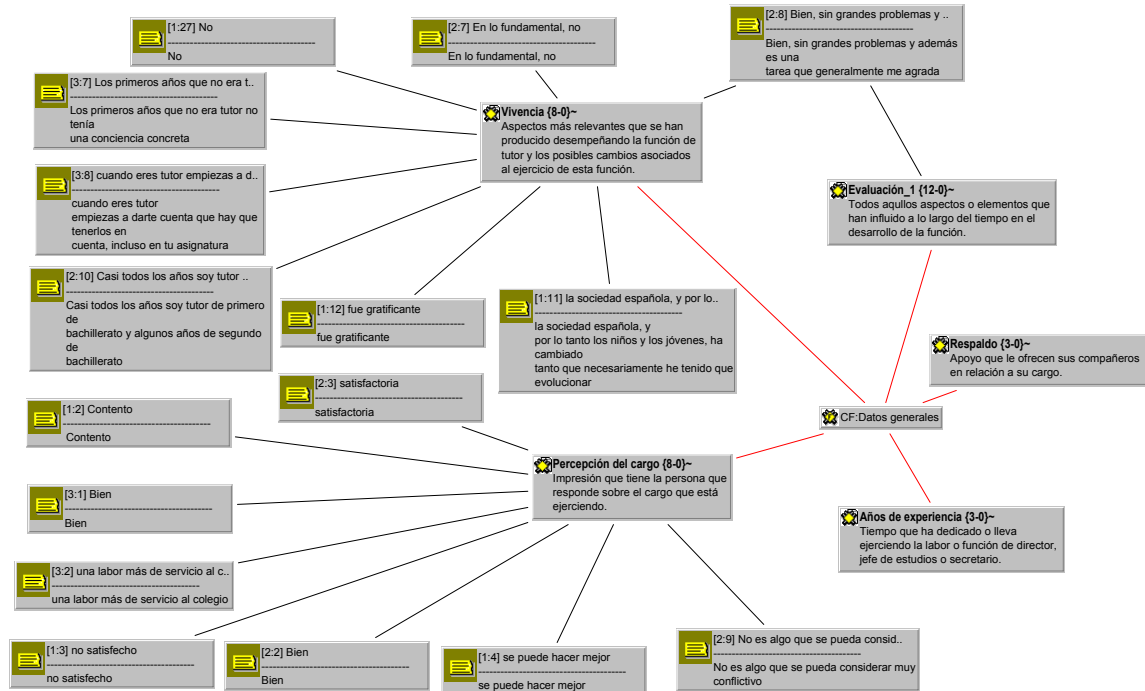 [1:27] No
----------------------------------------
No
[2:7] En lo fundamental, no
----------------------------------------
En lo fundamental, no
[2:8] Bien, sin grandes problemas y ..
----------------------------------------
Bien, sin grandes problemas y además
es una
tarea que generalmente me agrada
[3:7] Los primeros años que no era t..
----------------------------------------
Los primeros años que no era tutor no
tenía
una conciencia concreta
Vivencia {8-0}~
Aspectos más relevantes que se han
producido desempeñando la función de
tutor y los posibles cambios asociados
al ejercicio de esta función.
[3:8] cuando eres tutor empiezas a d..
----------------------------------------
cuando eres tutor
empiezas a darte cuenta que hay que
tenerlos en
cuenta, incluso en tu asignatura
Evaluación_1 {12-0}~
Todos aqullos aspectos o elementos que
han influido a lo largo del tiempo en el
desarrollo de la función.
[2:10] Casi todos los años soy tutor ..
----------------------------------------
Casi todos los años soy tutor de primero
de
bachillerato y algunos años de segundo
de
bachillerato
[1:12] fue gratificante
----------------------------------------
fue gratificante
[1:11] la sociedad española, y por lo..
----------------------------------------
la sociedad española, y
por lo tanto los niños y los jóvenes, ha
cambiado
tanto que necesariamente he tenido que
evolucionar
Respaldo {3-0}~
Apoyo que le ofrecen sus compañeros
en relación a su cargo.
[2:3] satisfactoria
----------------------------------------
satisfactoria
[1:2] Contento
----------------------------------------
Contento
CF:Datos generales
Percepción del cargo {8-0}~
Impresión que tiene la persona que
responde sobre el cargo que está
ejerciendo.
[3:1] Bien
----------------------------------------
Bien
Años de experiencia {3-0}~
Tiempo que ha dedicado o lleva
ejerciendo la labor o función de director,
jefe de estudios o secretario.
[3:2] una labor más de servicio al c..
----------------------------------------
una labor más de servicio al colegio
[1:3] no satisfecho
----------------------------------------
no satisfecho
[2:2] Bien
----------------------------------------
Bien
[1:4] se puede hacer mejor
----------------------------------------
se puede hacer mejor
[2:9] No es algo que se pueda consid..
----------------------------------------
No es algo que se pueda considerar muy
conflictivo